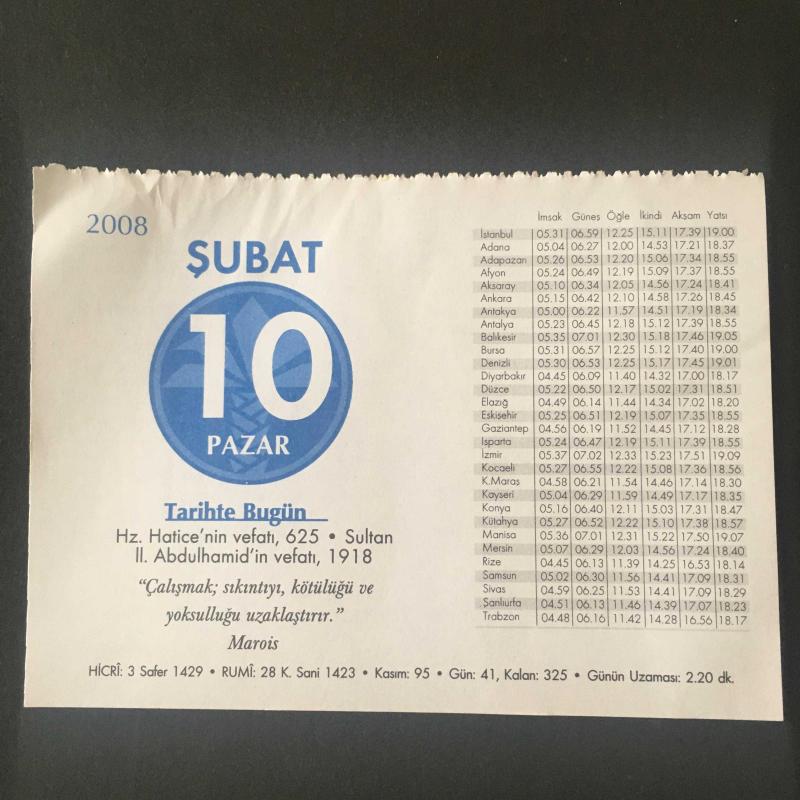 2008
ŞUBAT
10
PAZAR
Tarihte Bugün
Hz. Hatice'nin vefatı, 625 • Sultan
II. Abdulhamid'in vefatı, 1918
“Çalışmak; sıkıntıyı, kötülüğü ve
yoksulluğu uzaklaştırır.”
Marois
İmsak Güneş Öğle İkindi Akşam Yatsı
İstanbul 05.31 06.59 12.25 15.11 17.39 19.00
Adana 05.04 06.27 12.00 14.53 17.21 18.37
Adapazarı 05.26 06.53 12.20 15.06 17.34 18.55
Afyon 05.24 06.49 12.19 15.09 17.37 18.55
Aksaray 05.10 06.34 12.05 14.56 17.24 18.41
Ankara 05.15 06.42 12.10 14.58 17.26 18.45
Antakya 05.00 06.22 11.57 14.51 17.19 18.34
Antalya 05.23 06.45 12.18 15.12 17.39 18.55
Balıkesir 05.35 07.01 12.30 15.18 17.46 19.05
Bursa 05.31 06.57 12.25 15.12 17.40 19.00
Denizli 05.30 06.53 12.25 15.17 17.45 19.01
Diyarbakır 04.45 06.09 11.40 14.32 17.00 18.17
Düzce 05.22 06.50 12.17 15.02 17.31 18.51
Elazığ 04.49 06.14 11.44 14.34 17.02 18.20
Eskişehir 05.25 06.51 12.19 15.07 17.35 18.55
Gaziantep 04.56 06.19 11.52 14.45 17.12 18.28
Isparta 05.24 06.47 12.19 15.11 17.39 18.55
İzmir 05.37 07.02 12.33 15.23 17.51 19.09
Kocaeli 05.27 06.55 12.22 15.08 17.36 18.56
K.Maraş 04.58 06.21 11.54 14.46 17.14 18.30
Kayseri 05.04 06.29 11.59 14.49 17.17 18.35
Konya 05.16 06.40 12.11 15.03 17.31 18.47
Kütahya 05.27 06.52 12.22 15.10 17.38 18.57
Manisa 05.36 07.01 12.31 15.22 17.50 19.07
Mersin 05.07 06.29 12.03 14.56 17.24 18.40
Rize 04.45 06.13 11.39 14.25 16.53 18.14
Samsun 05.02 06.30 11.56 14.41 17.09 18.31
Sivas 04.59 06.25 11.53 14.41 17.09 18.29
Şanlıurfa 04.51 06.13 11.46 14.39 17.07 18.23
Trabzon 04.48 06.16 11.42 14.28 16.56 18.17
HİCRÎ: 3 Safer 1429 • RUMÎ: 28 K. Sani 1423 • Kasım: 95 • Gün: 41, Kalan: 325 • Günün Uzaması: 2.20 dk.